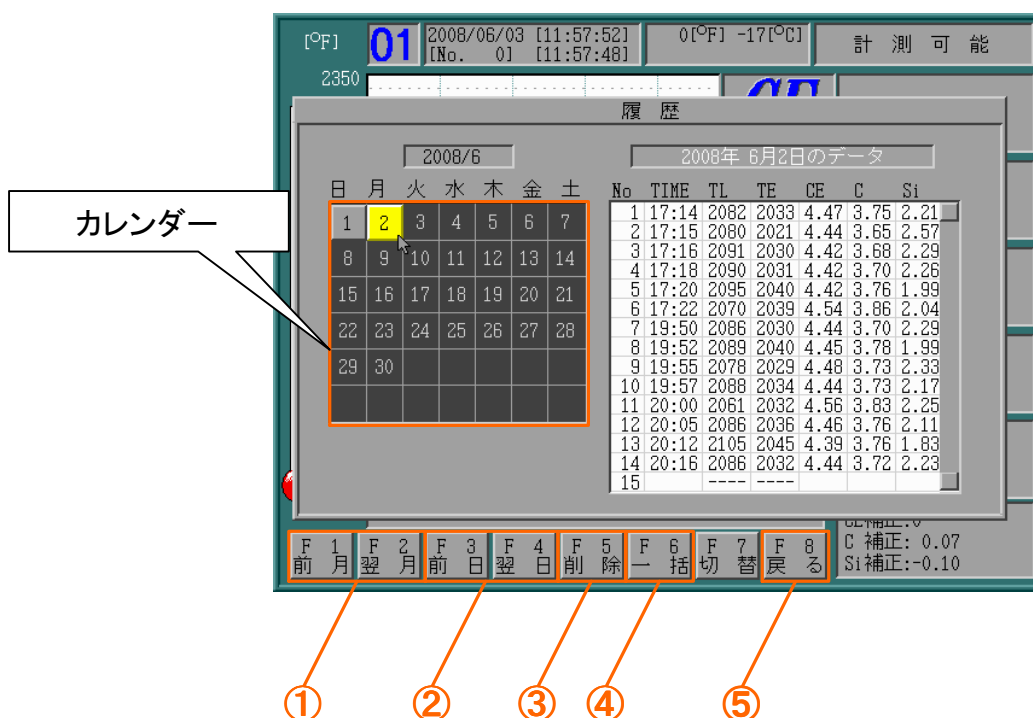 [°F] 01 2008/06/03 [11:57:52] 0[°F] -17[°C] 計 測 可 能
[No. 0] [11:57:48]
2350
CE
履 歴
2008/6 2008年 6月2日のデータ
日 月 火 水 木 金 土 No TIME TL TE CE C Si
カレンダー
1 2 3 4 5 6 7
8 9 10 11 12 13 14
15 16 17 18 19 20 21
22 23 24 25 26 27 28
29 30
1 17:14 2082 2033 4.47 3.75 2.21
2 17:15 2080 2021 4.44 3.65 2.57
3 17:16 2091 2030 4.42 3.68 2.29
4 17:18 2090 2031 4.42 3.70 2.26
5 17:20 2095 2040 4.42 3.76 1.99
6 17:22 2070 2039 4.54 3.86 2.04
7 19:50 2086 2030 4.44 3.70 2.29
8 19:52 2089 2040 4.45 3.78 1.99
9 19:55 2078 2029 4.48 3.73 2.33
10 19:57 2088 2034 4.44 3.73 2.17
11 20:00 2061 2032 4.56 3.83 2.25
12 20:05 2086 2036 4.46 3.76 2.11
13 20:12 2105 2045 4.39 3.76 1.83
14 20:16 2086 2032 4.44 3.72 2.23
15 ---- ----
CE補正:0
C 補正: 0.07
Si補正:-0.10
F 1 F 2 F 3 F 4 F 5 F 6 F 7 F 8
前 月 翌 月 前 日 翌 日 削 除 一 括 切 替 戻 る
① ② ③ ④ ⑤